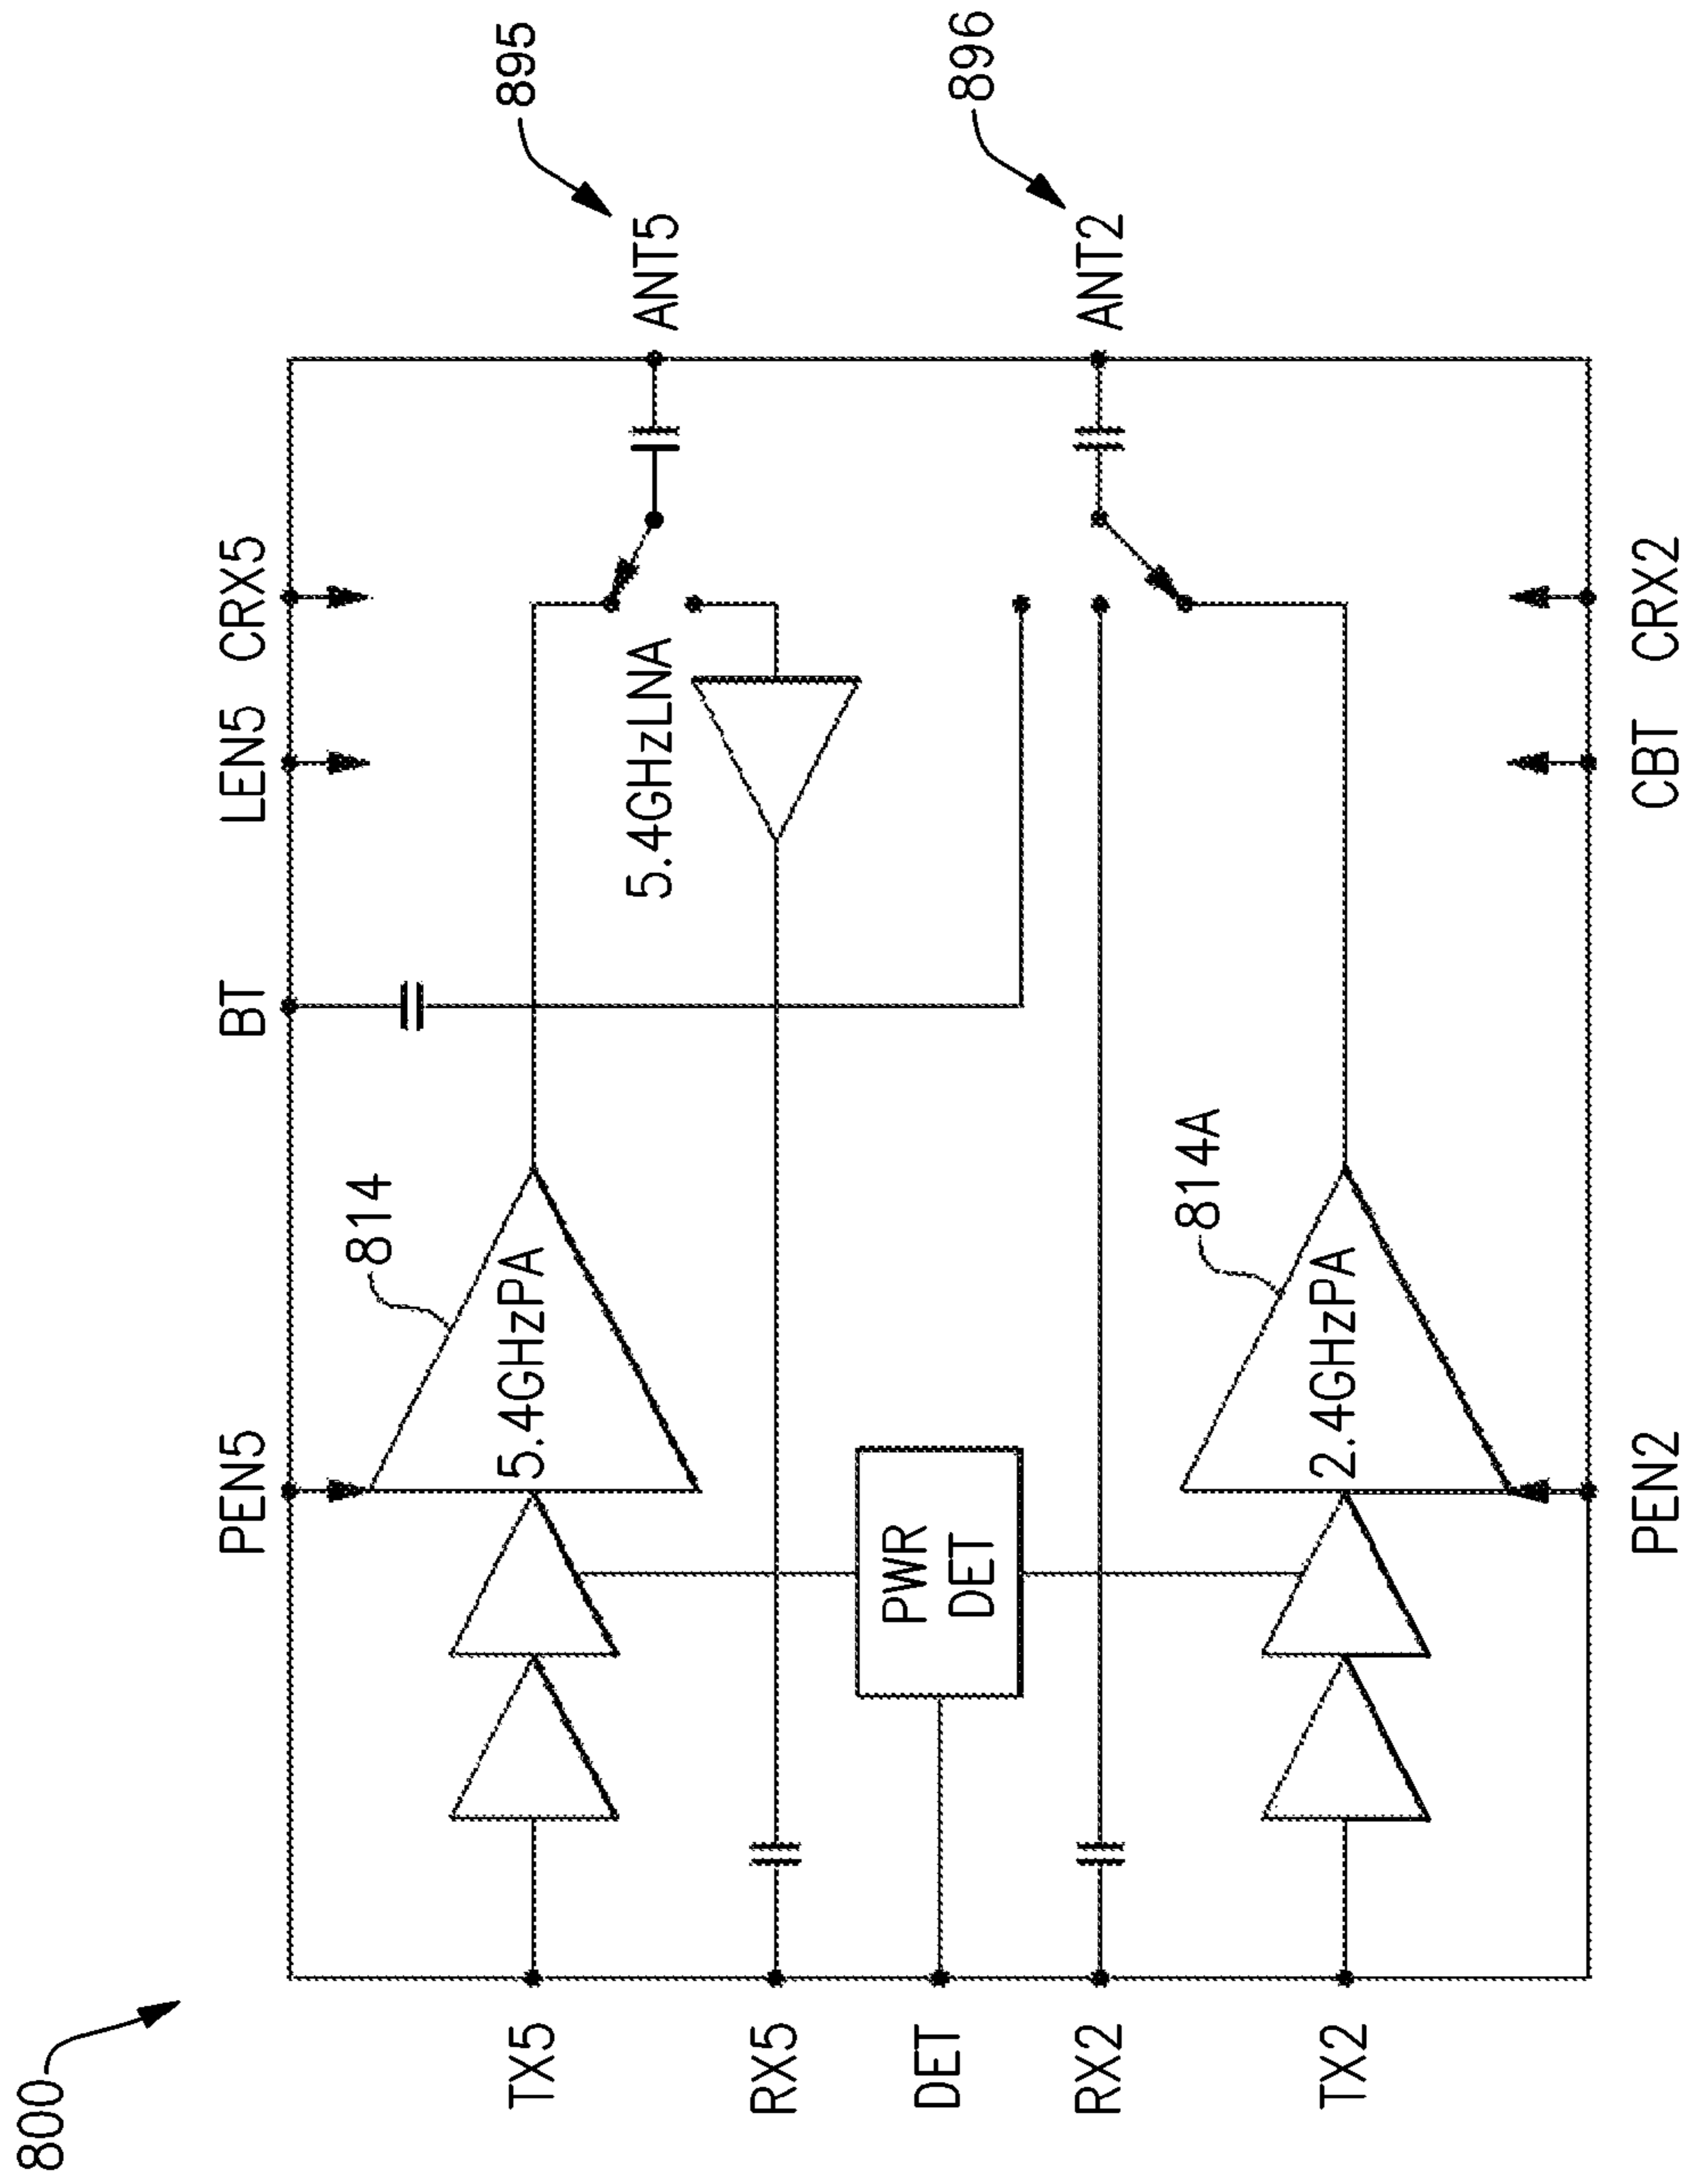 800
PEN5
BT
LEN5
CRX5
814
5.4GHzPA
5.4GHzLNA
895
ANT5
TX5
RX5
DET
RX2
TX2
PWR
DET
896
ANT2
814A
2.4GHzPA
PEN2
CBT
CRX2